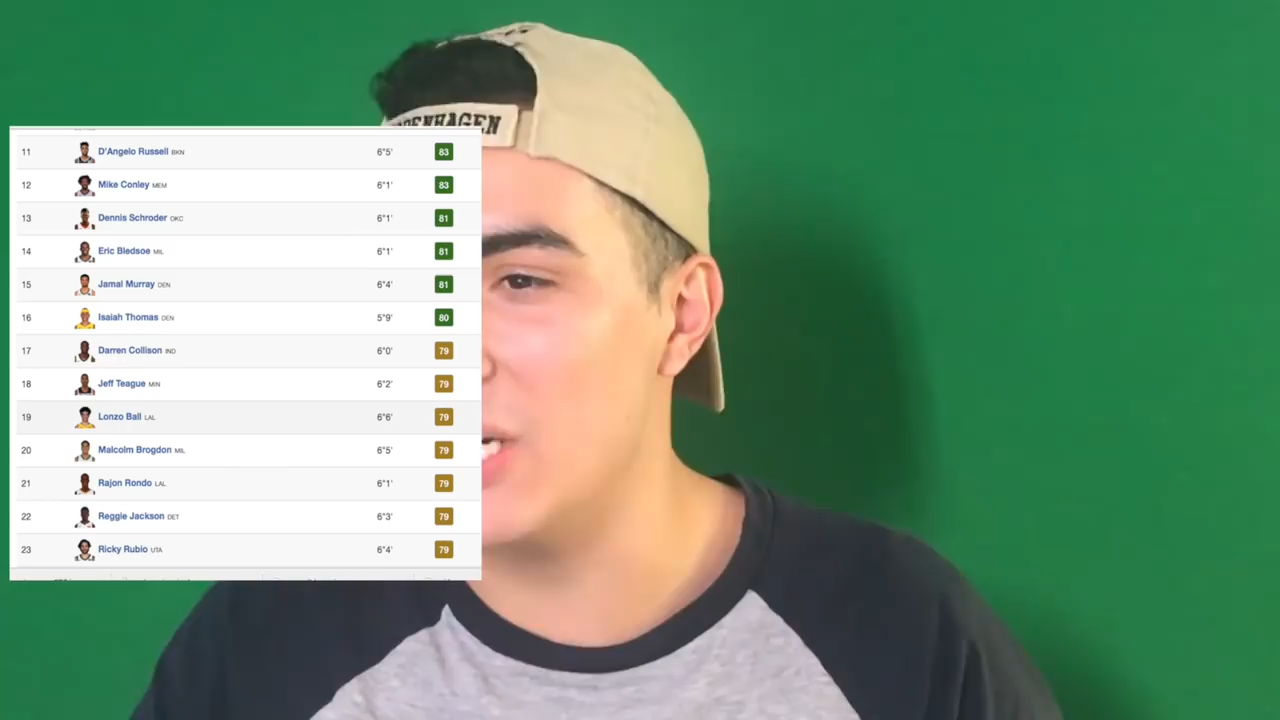 PENHAGEN
11 D'Angelo Russell BKN 6"5' 83
12 Mike Conley MEM 6"1' 83
13 Dennis Schroder OKC 6"1' 81
14 Eric Bledsoe MIL 6"1' 81
15 Jamal Murray DEN 6"4' 81
16 Isaiah Thomas DEN 5"9' 80
17 Darren Collison IND 6"0' 79
18 Jeff Teague MIN 6"2' 79
19 Lonzo Ball LAL 6"6' 79
20 Malcolm Brogdon MIL 6"5' 79
21 Rajon Rondo LAL 6"1' 79
22 Reggie Jackson DET 6"3' 79
23 Ricky Rubio UTA 6"4' 79